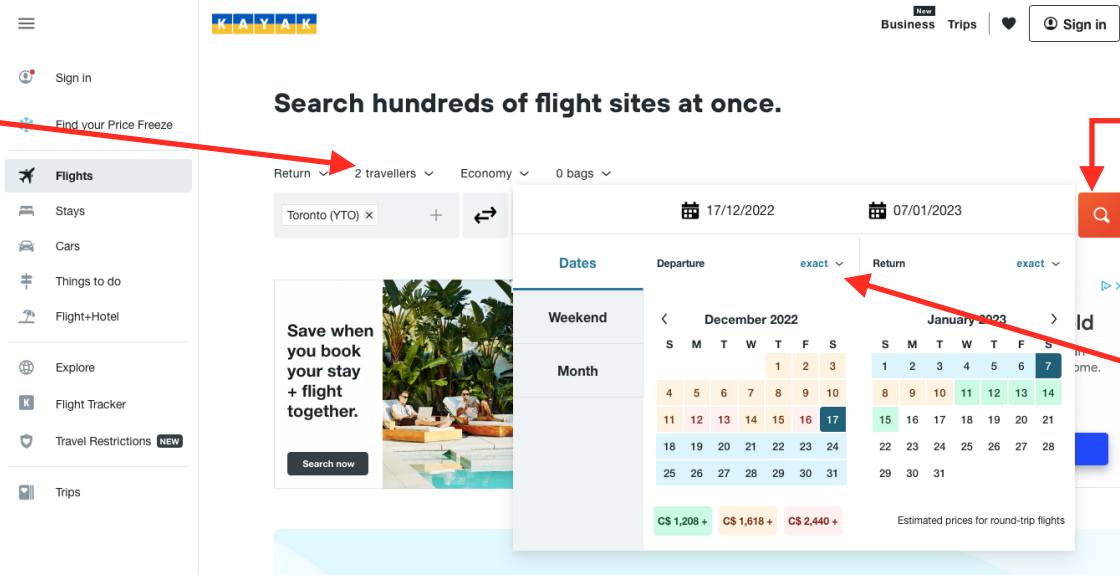 KAYAK
New
Business Trips
Sign in
Sign in
Find your Price Freeze
Flights
Stays
Cars
Things to do
Flight+Hotel
Explore
K
Flight Tracker
Travel Restrictions NEW
Trips
Search hundreds of flight sites at once.
Return 2 travellers Economy 0 bags
Toronto (YTO) × +
17/12/2022 07/01/2023
Dates
Weekend
Month
Departure exact
Return exact
December 2022
S M T W T F S
1 2 3
4 5 6 7 8 9 10
11 12 13 14 15 16 17
18 19 20 21 22 23 24
25 26 27 28 29 30 31
January 2023
S M T W T F S
1 2 3 4 5 6 7
8 9 10 11 12 13 14
15 16 17 18 19 20 21
22 23 24 25 26 27 28
29 30 31
C$ 1,208 + C$ 1,618 + C$ 2,440 +
Estimated prices for round-trip flights
Save when
you book
your stay
+ flight
together.
Search now